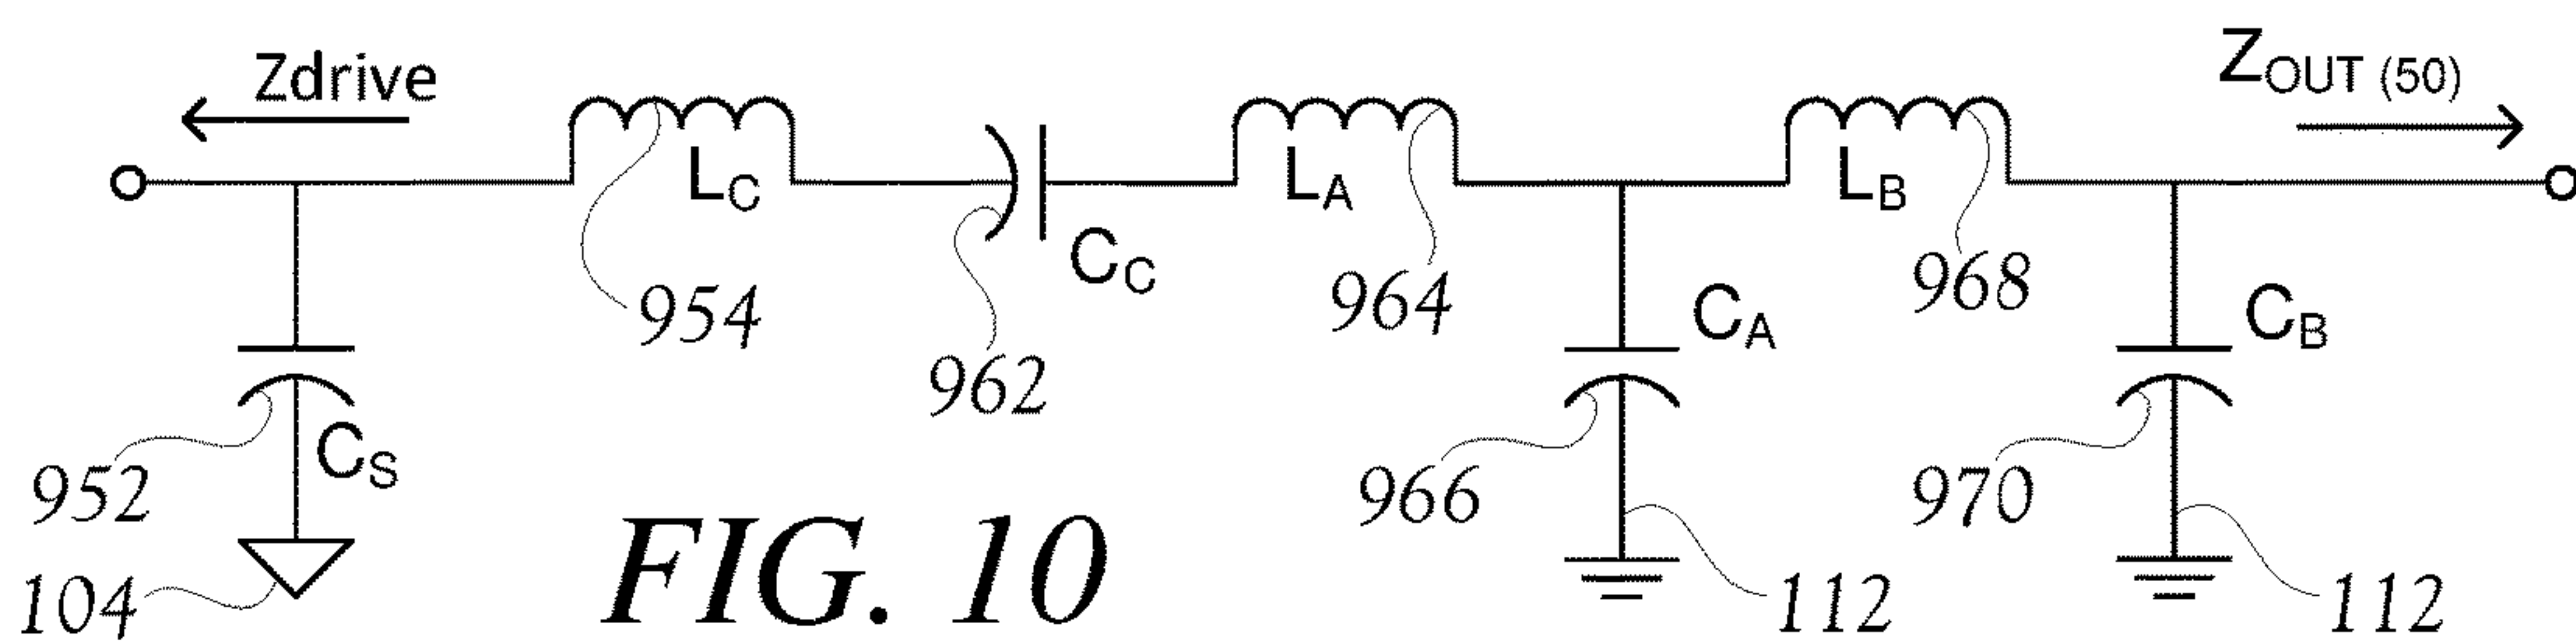 Zdrive
ZOUT (50)
LC
LA
LB
CC
954
964
968
CA
CB
962
CS
952
966
970
104
FIG. 10
112
112